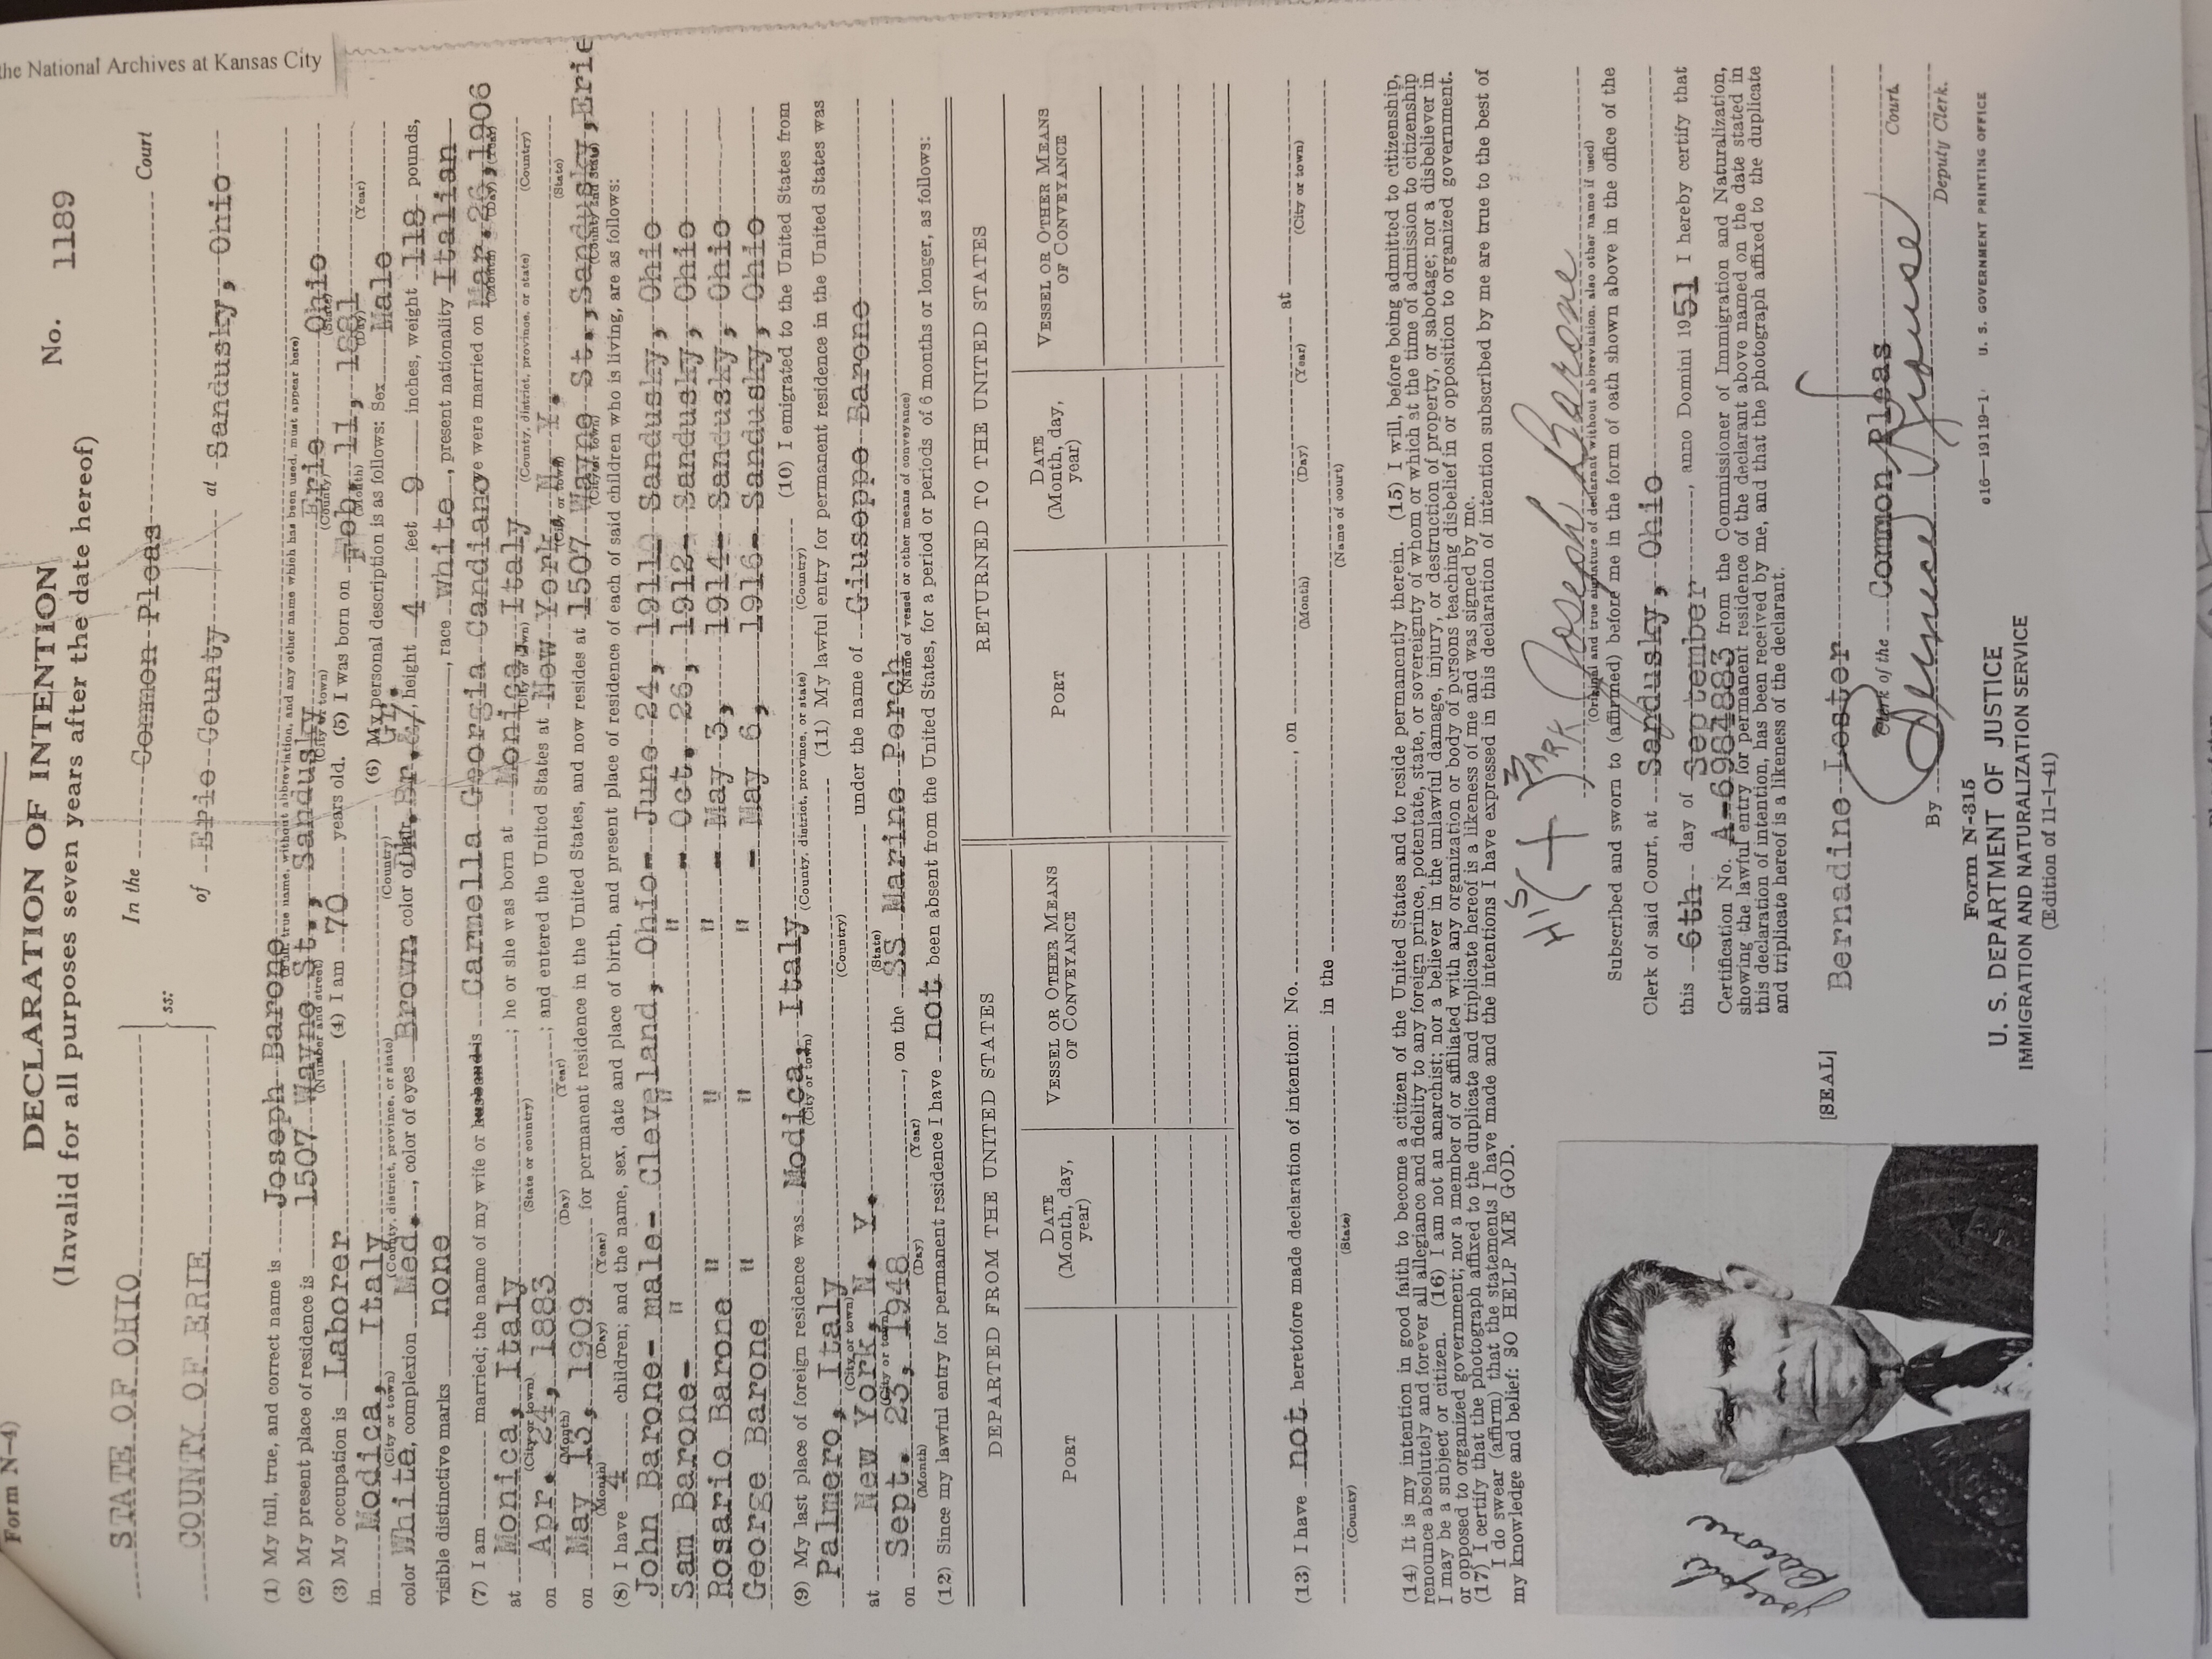 Form N-4)
DECLARATION OF INTENTION
(Invalid for all purposes seven years after the date hereof)
No. 1189
the National Archives at Kansas City
STATE OF OHIO
COUNTY OF ERIE
ss:
In the Common Pleas Court
of Erie County at Sandusky, Ohio
(1) My full, true, and correct name is Joseph Barone
(Full, true name, without abbreviation, and any other name which has been used, must appear here)
(2) My present place of residence is 1507 Wayne St., Sandusky Erie Ohio
(Number and street) (City or town) (County) (State)
(3) My occupation is Laborer (4) I am 70 years old. (5) I was born on Feb. 11, 1881
(Month) (Day) (Year)
in Modica, Italy (6) My personal description is as follows: Sex Male
(City or town) (County, district, province, or state) (Country)
color White, complexion Med., color of eyes Brown color of hair Dk. Br. & Gr., height 4 feet 9 inches, weight 118 pounds,
visible distinctive marks none, race white, present nationality Italian
(7) I am married; the name of my wife or husband is Carmella Georgia Candiano we were married on Mar. 26, 1906
(Month) (Day) (Year)
at Monica, Italy; he or she was born at Monica, Italy
(City or town) (State or country) (City or town) (County, district, province, or state) (Country)
on Apr. 24, 1883; and entered the United States at New York, N. Y.
(Month) (Day) (Year) (City or town) (State)
on May 13, 1909 for permanent residence in the United States, and now resides at 1507 Wayne St., Sandusky, Erie
(Month) (Day) (Year) (City or town) (County and State)
(8) I have 4 children; and the name, sex, date and place of birth, and present place of residence of each of said children who is living, are as follows:
John Barone- male- Cleveland, Ohio- June 24, 1911 Sandusky, Ohio
Sam Barone- " " " - Oct. 26, 1912- Sandusky, Ohio
Rosario Barone " " " - May 3, 1914- Sandusky, Ohio
George Barone " " " - May 6, 1916- Sandusky, Ohio
(9) My last place of foreign residence was Modica, Italy (10) I emigrated to the United States from
(City or town) (County, district, province, or state) (Country)
Palmero, Italy (11) My lawful entry for permanent residence in the United States was
(City or town) (Country)
at New York, N. Y. under the name of Giuseppe Barone
(City or town) (State)
on Sept. 23, 1948, on the SS Marine Perch
(Month) (Day) (Year) (Name of vessel or other means of conveyance)
(12) Since my lawful entry for permanent residence I have not been absent from the United States, for a period or periods of 6 months or longer, as follows:
DEPARTED FROM THE UNITED STATES RETURNED TO THE UNITED STATES
PORT DATE (Month, day, year) VESSEL OR OTHER MEANS OF CONVEYANCE PORT DATE (Month, day, year) VESSEL OR OTHER MEANS OF CONVEYANCE
(13) I have not heretofore made declaration of intention: No. , on at
(Month) (Day) (Year) (City or town)
in the
(County) (State) (Name of court)
(14) It is my intention in good faith to become a citizen of the United States and to reside permanently therein. (15) I will, before being admitted to citizenship,
renounce absolutely and forever all allegiance and fidelity to any foreign prince, potentate, state, or sovereignty of whom or which at the time of admission to citizenship
I may be a subject or citizen. (16) I am not an anarchist; nor a believer in the unlawful damage, injury, or destruction of property, or sabotage; nor a disbeliever in
or opposed to organized government; nor a member of or affiliated with any organization or body of persons teaching disbelief in or opposition to organized government.
(17) I certify that the photograph affixed to the duplicate and triplicate hereof is a likeness of me and was signed by me.
I do swear (affirm) that the statements I have made and the intentions I have expressed in this declaration of intention subscribed by me are true to the best of
my knowledge and belief: SO HELP ME GOD.
HIS (+) MARK Joseph Barone
(Original and true signature of declarant without abbreviation, also other name if used)
Subscribed and sworn to (affirmed) before me in the form of oath shown above in the office of the
Clerk of said Court, at Sandusky, Ohio
this 6th day of September, anno Domini 1951 I hereby certify that
Certification No. A-6984883 from the Commissioner of Immigration and Naturalization,
showing the lawful entry for permanent residence of the declarant above named on the date stated in
this declaration of intention, has been received by me, and that the photograph affixed to the duplicate
and triplicate hereof is a likeness of the declarant.
Joseph Barone
[SEAL]
Bernadine Lester
Clerk of the Common Pleas Court.
By Bernice Krouse
Deputy Clerk.
Form N-315
U. S. DEPARTMENT OF JUSTICE
IMMIGRATION AND NATURALIZATION SERVICE
(Edition of 11-1-41)
c16—19119-1 U. S. GOVERNMENT PRINTING OFFICE